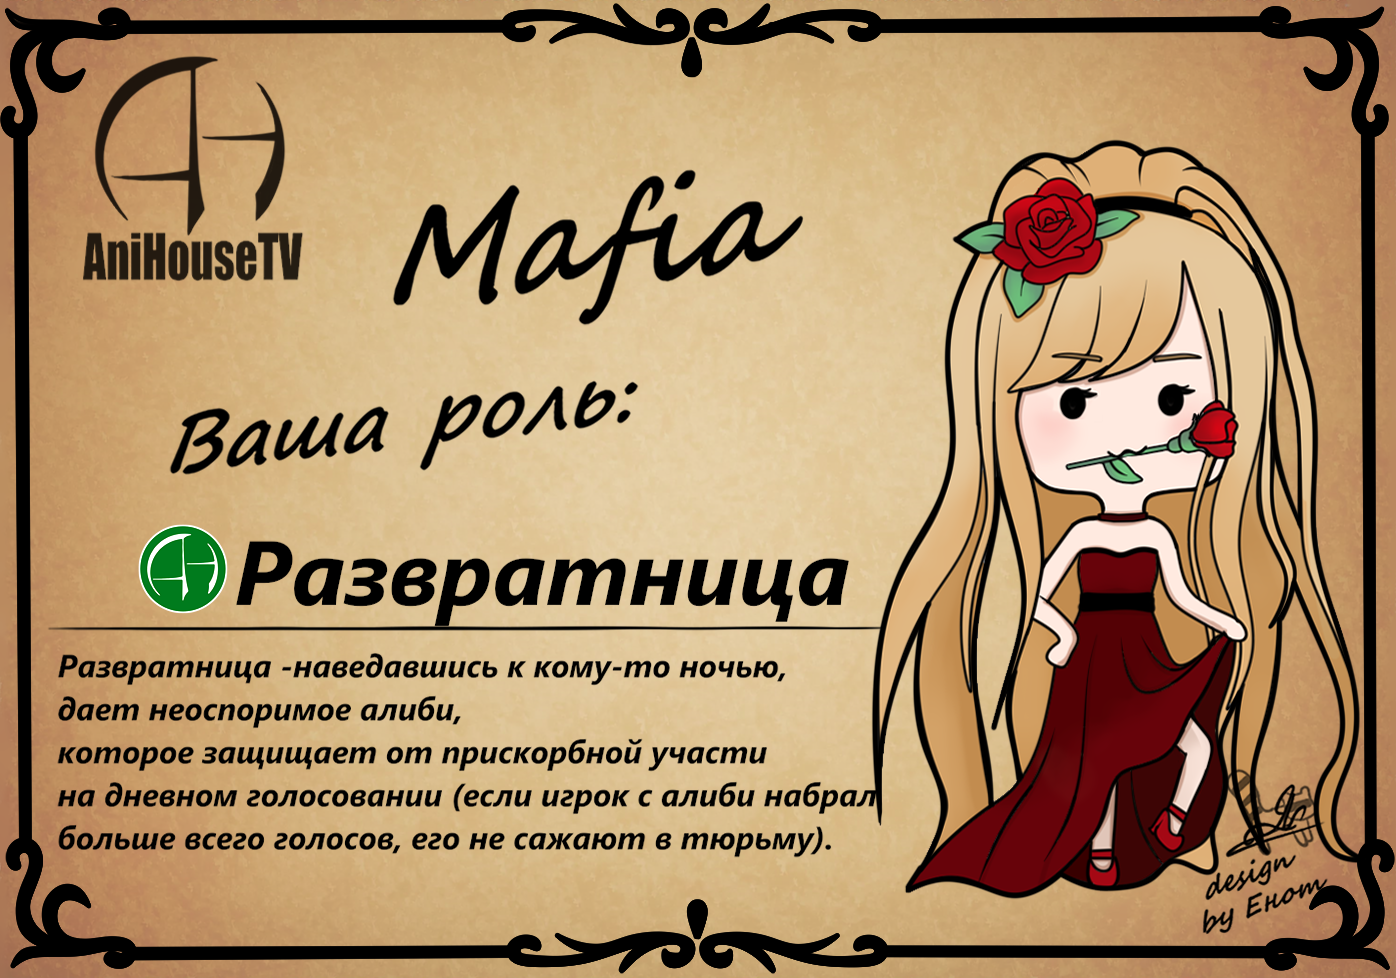 AniHouseTV
Mafia
Ваша роль:
Развратница
Развратница -наведавшись к кому-то ночью,
дает неоспоримое алиби,
которое защищает от прискорбной участи
на дневном голосовании (если игрок с алиби набрал
больше всего голосов, его не сажают в тюрьму).
design
by Енот